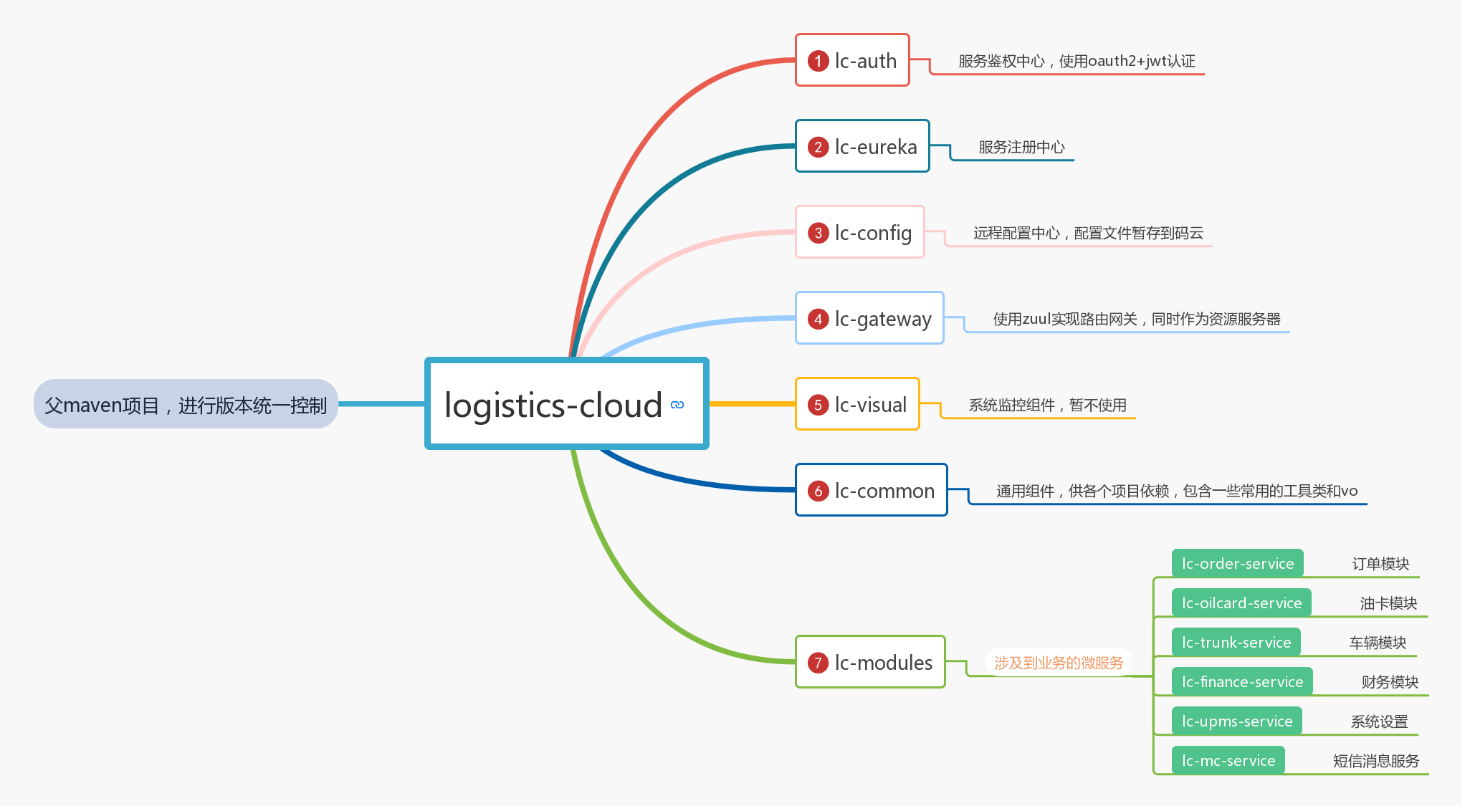 父maven项目，进行版本统一控制
logistics-cloud
1 lc-auth
服务鉴权中心，使用oauth2+jwt认证
2 lc-eureka
服务注册中心
3 lc-config
远程配置中心，配置文件暂存到码云
4 lc-gateway
使用zuul实现路由网关，同时作为资源服务器
5 lc-visual
系统监控组件，暂不使用
6 lc-common
通用组件，供各个项目依赖，包含一些常用的工具类和vo
7 lc-modules
涉及到业务的微服务
lc-order-service 订单模块
lc-oilcard-service 油卡模块
lc-trunk-service 车辆模块
lc-finance-service 财务模块
lc-upms-service 系统设置
lc-mc-service 短信消息服务